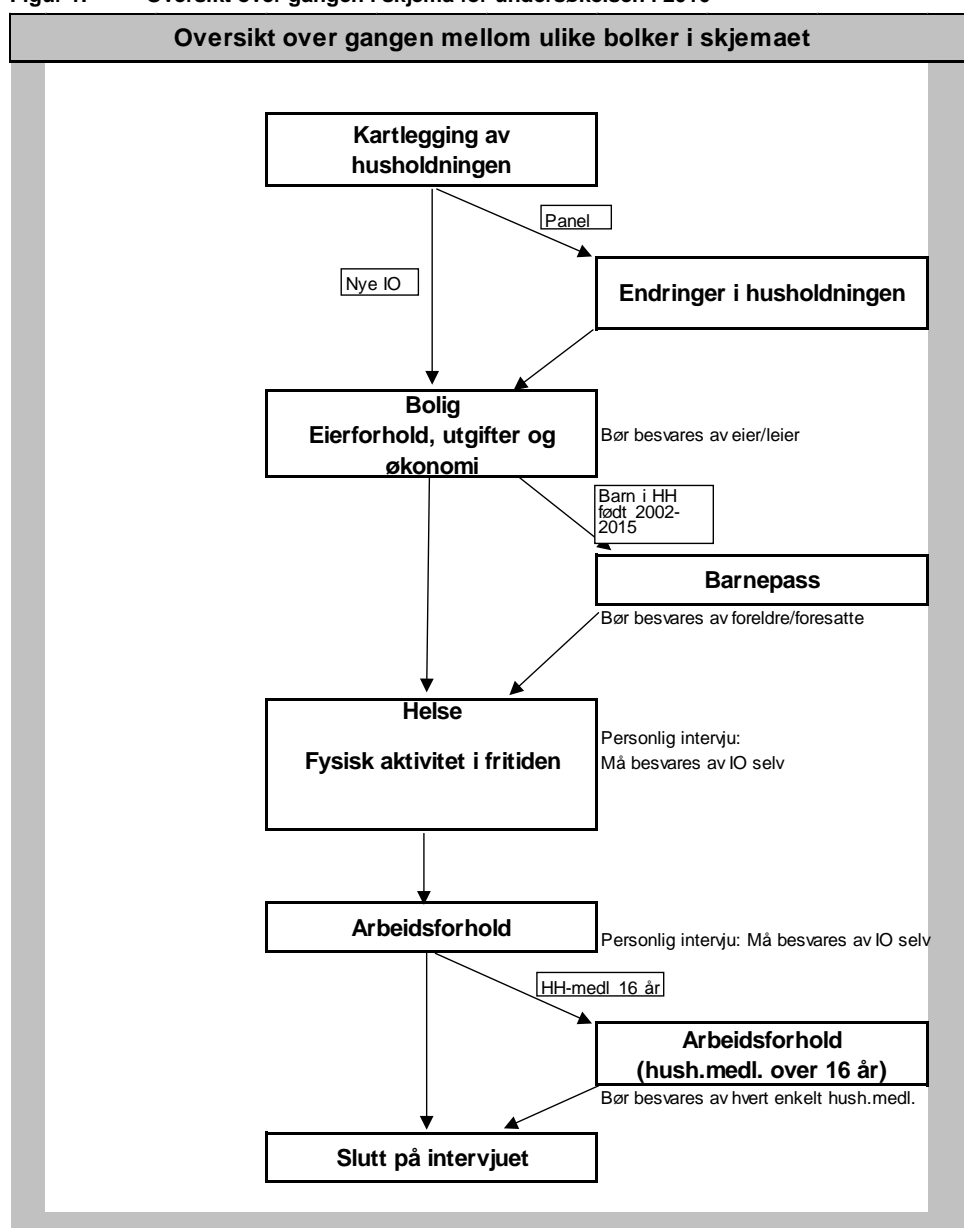 Oversikt over gangen mellom ulike bolker i skjemaet
Kartlegging av
husholdningen
Panel
Nye IO
Endringer i husholdningen
Bolig
Eierforhold, utgifter og
økonomi
Bør besvares av eier/leier
Barn i HH
født 2002-
2015
Barnepass
Bør besvares av foreldre/foresatte
Helse
Fysisk aktivitet i fritiden
Personlig intervju:
Må besvares av IO selv
Arbeidsforhold
Personlig intervju: Må besvares av IO selv
HH-medl 16 år
Arbeidsforhold
(hush.medl. over 16 år)
Bør besvares av hvert enkelt hush.medl.
Slutt på intervjuet